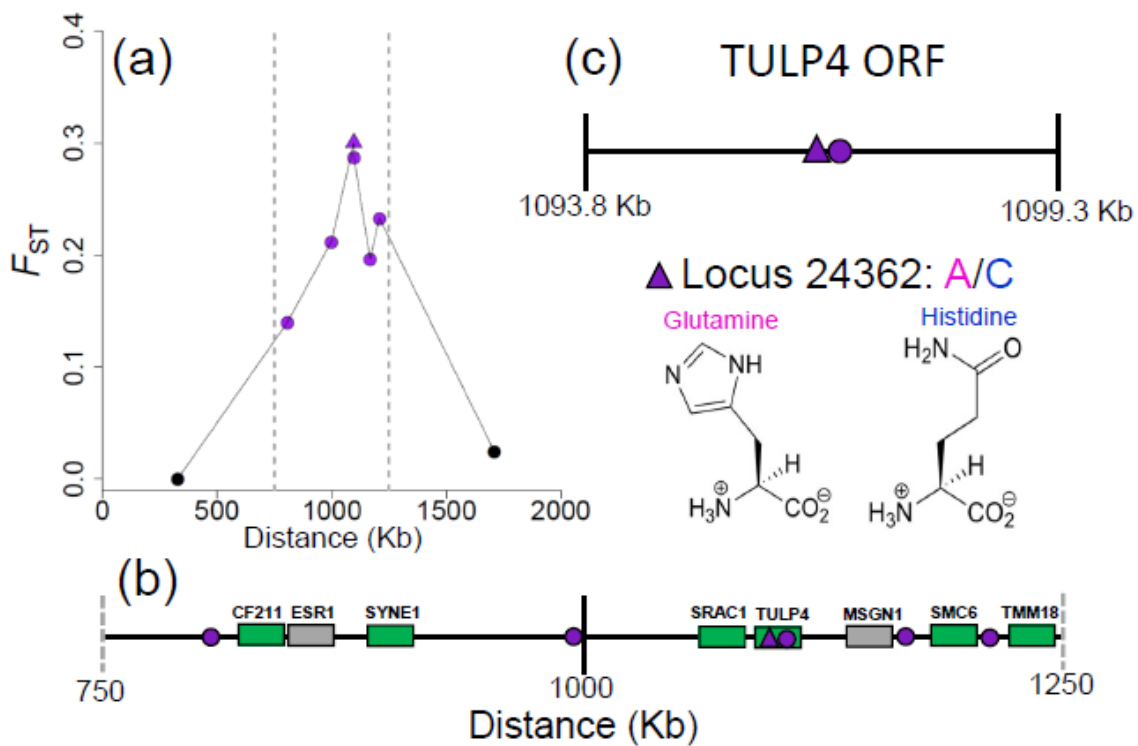 (a)
0.4
0.3
0.2
0.1
0.0
FST
0 500 1000 1500 2000
Distance (Kb)
(c) TULP4 ORF
1093.8 Kb 1099.3 Kb
Locus 24362: A/C
Glutamine Histidine
N NH H2N O
H H
⊕ ⊖ ⊕ ⊖
H3N CO2 H3N CO2
(b)
CF211 ESR1 SYNE1 SRAC1 TULP4 MSGN1 SMC6 TMM18
750 1000 1250
Distance (Kb)